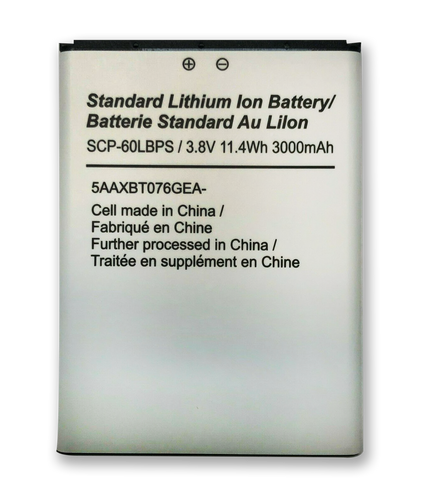 ⊕ ⊖
Standard Lithium Ion Battery/
Batterie Standard Au LiIon
SCP-60LBPS / 3.8V 11.4Wh 3000mAh
5AAXBT076GEA-
Cell made in China /
Fabriqué en Chine
Further processed in China /
Traitée en supplément en Chine